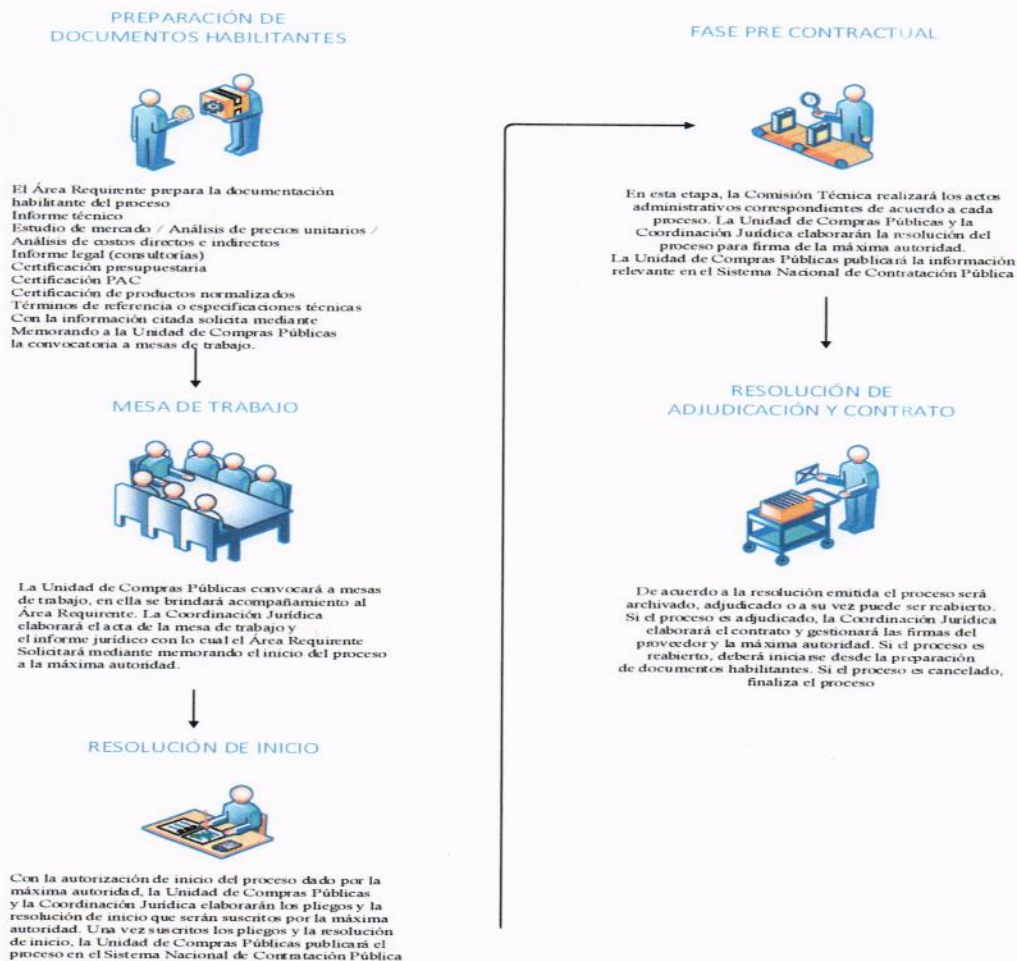 PREPARACIÓN DE
DOCUMENTOS HABILITANTES
El Área Requirente prepara la documentación
habilitante del proceso
Informe técnico
Estudio de mercado / Análisis de precios unitarios /
Análisis de costos directos e indirectos
Informe legal (consultorías)
Certificación presupuestaria
Certificación PAC
Certificación de productos normalizados
Términos de referencia o especificaciones técnicas
Con la información citada solicita mediante
Memorando a la Unidad de Compras Públicas
la convocatoria a mesas de trabajo.
MESA DE TRABAJO
La Unidad de Compras Públicas convocará a mesas
de trabajo, en ella se brindará acompañamiento al
Área Requirente. La Coordinación Jurídica
elaborará el acta de la mesa de trabajo y
el informe jurídico con lo cual el Área Requirente
Solicitará mediante memorando el inicio del proceso
a la máxima autoridad.
RESOLUCIÓN DE INICIO
Con la autorización de inicio del proceso dado por la
máxima autoridad, la Unidad de Compras Públicas
y la Coordinación Jurídica elaborarán los pliegos y la
resolución de inicio que serán suscritos por la máxima
autoridad. Una vez suscritos los pliegos y la resolución
de inicio, la Unidad de Compras Públicas publicará el
proceso en el Sistema Nacional de Contratación Pública
FASE PRE CONTRACTUAL
En esta etapa, la Comisión Técnica realizará los actos
administrativos correspondientes de acuerdo a cada
proceso. La Unidad de Compras Públicas y la
Coordinación Jurídica elaborarán la resolución del
proceso para firma de la máxima autoridad.
La Unidad de Compras Públicas publicará la información
relevante en el Sistema Nacional de Contratación Pública
RESOLUCIÓN DE
ADJUDICACIÓN Y CONTRATO
De acuerdo a la resolución emitida el proceso será
archivado, adjudicado o a su vez puede ser reabierto.
Si el proceso es adjudicado, la Coordinación Jurídica
elaborará el contrato y gestionará las firmas del
proveedor y la máxima autoridad. Si el proceso es
reabierto, deberá iniciarse desde la preparación
de documentos habilitantes. Si el proceso es cancelado,
finaliza el proceso